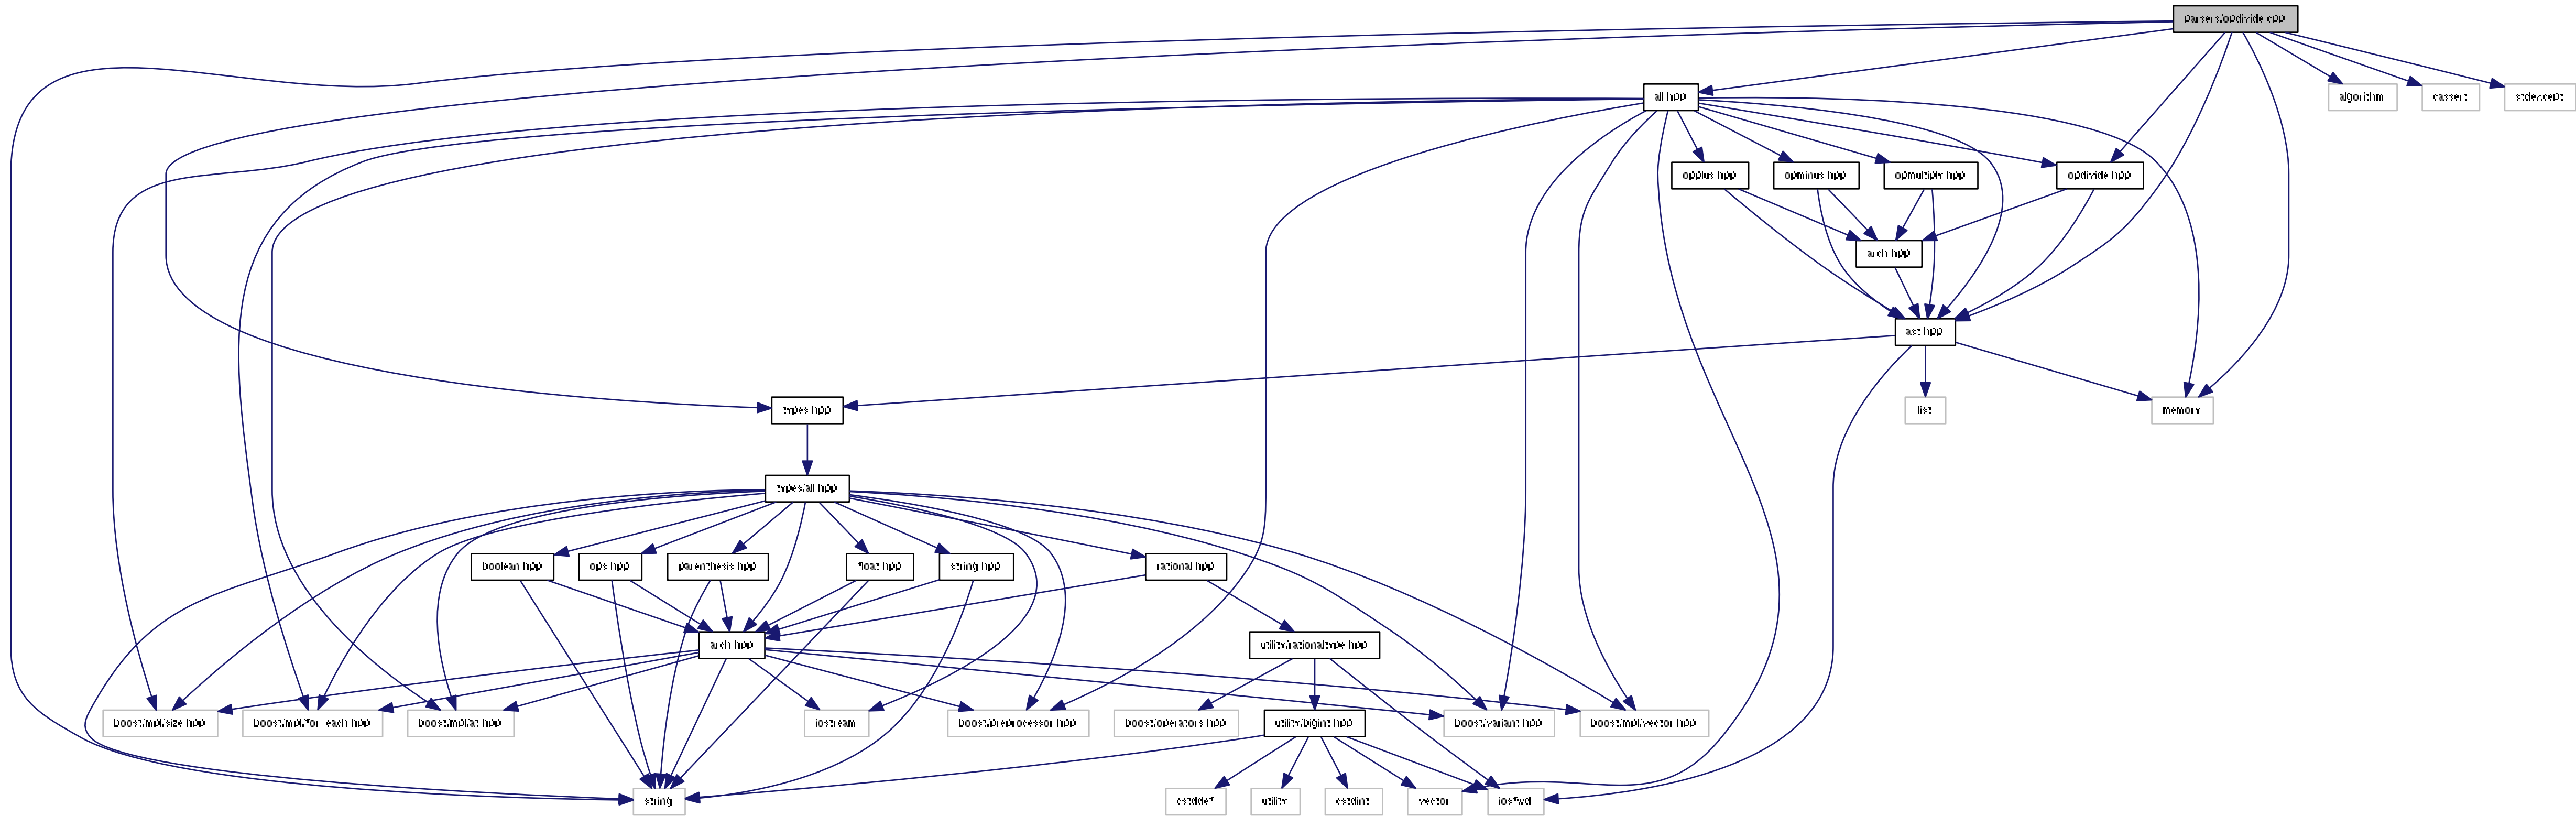 parsers/opdivide.cpp
all.hpp
algorithm
cassert
stdexcept
opplus.hpp
opminus.hpp
opmultiply.hpp
opdivide.hpp
arch.hpp
ast.hpp
types.hpp
list
memory
types/all.hpp
boolean.hpp
ops.hpp
parenthesis.hpp
float.hpp
string.hpp
rational.hpp
arch.hpp
utility/rationaltype.hpp
boost/mpl/size.hpp
boost/mpl/for_each.hpp
boost/mpl/at.hpp
iostream
boost/preprocessor.hpp
boost/operators.hpp
utility/bigint.hpp
boost/variant.hpp
boost/mpl/vector.hpp
string
cstddef
utility
cstdint
vector
iosfwd